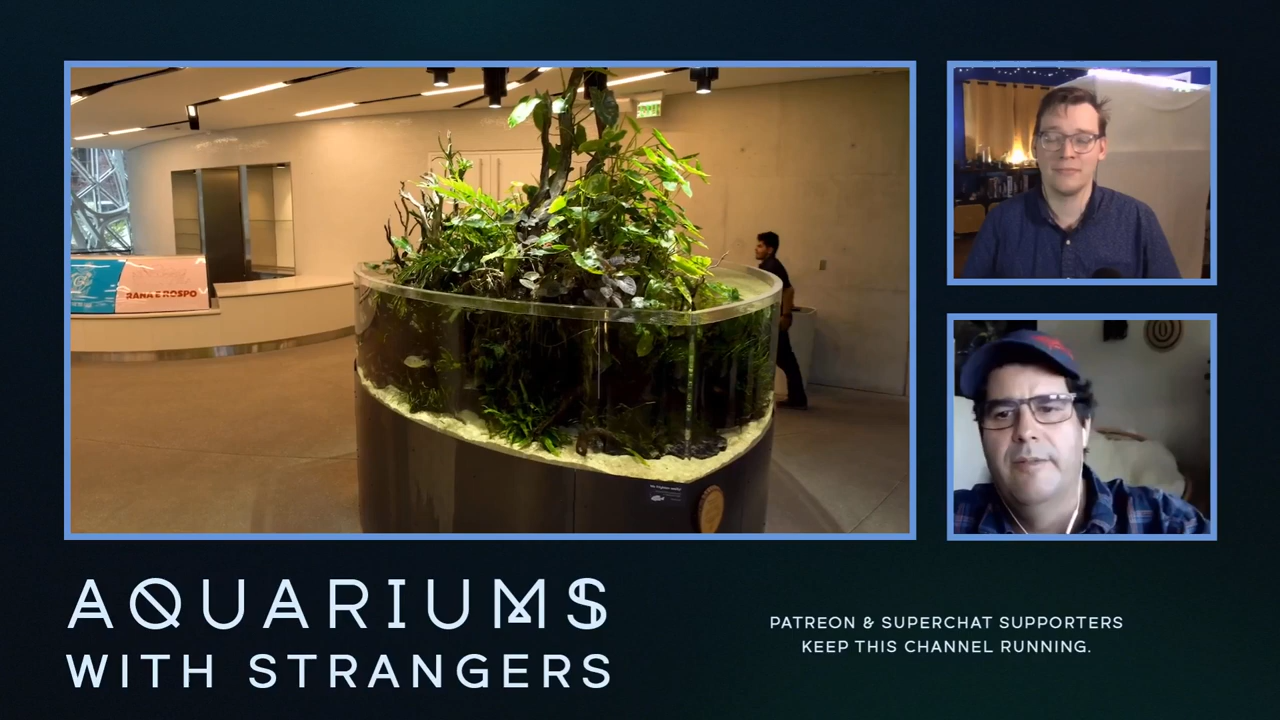 RANA E ROSPO
AQUARIUMS
WITH STRANGERS
PATREON & SUPERCHAT SUPPORTERS
KEEP THIS CHANNEL RUNNING.